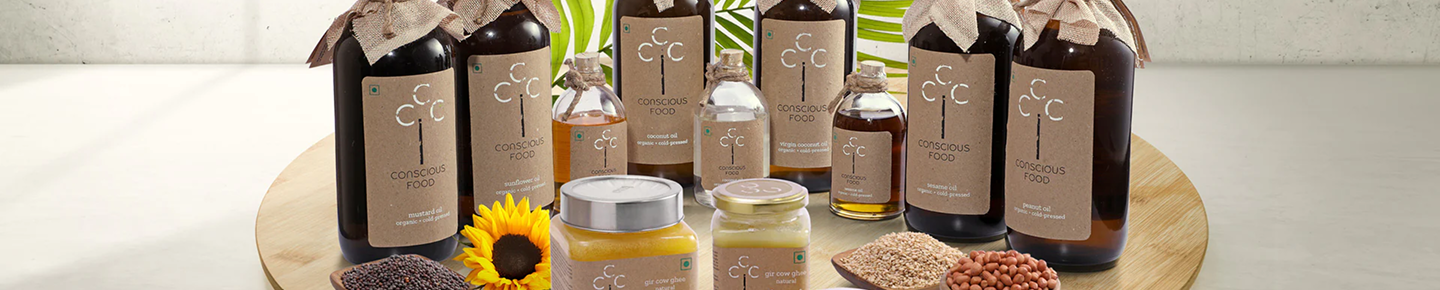 C
C C
i
CONSCIOUS
FOOD
mustard oil
organic • cold-pressed
C
C C
i
CONSCIOUS
FOOD
sunflower oil
organic • cold-pressed
C
C C
i
C
C C
i
CONSCIOUS
FOOD
coconut oil
organic • cold-pressed
C
C C
i
C
C C
i
CONSCIOUS
FOOD
virgin coconut oil
organic • cold-pressed
C
C C
i
C
C C
i
CONSCIOUS
FOOD
sesame oil
organic • cold-pressed
C
C C
i
CONSCIOUS
FOOD
peanut oil
organic • cold-pressed
C
C C
gir cow ghee
natural
C
C C
i
gir cow ghee
natural